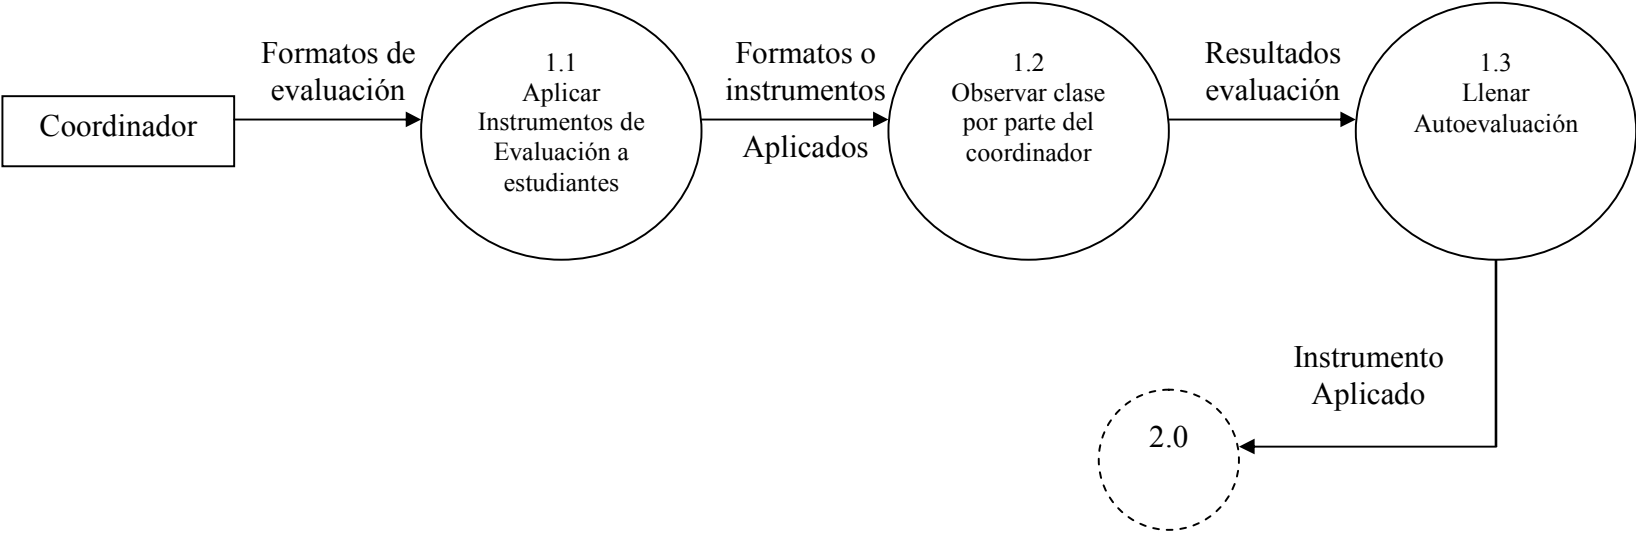 Coordinador
Formatos de
evaluación
1.1
Aplicar
Instrumentos de
Evaluación a
estudiantes
Formatos o
instrumentos
Aplicados
1.2
Observar clase
por parte del
coordinador
Resultados
evaluación
1.3
Llenar
Autoevaluación
Instrumento
Aplicado
2.0